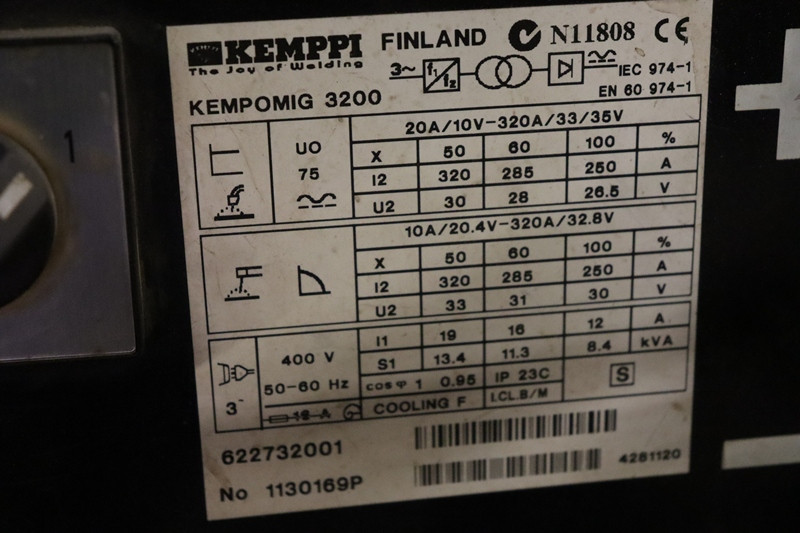 KEMPPI FINLAND N11808 CE
The Joy of Welding
3~ f1/f2 IEC 974-1
KEMPOMIG 3200 EN 60 974-1
1
20A/10V-320A/33/35V
UO X 50 60 100 %
75 I2 320 285 250 A
U2 30 28 26.5 V
10A/20.4V-320A/32.8V
X 50 60 100 %
I2 320 285 250 A
U2 33 31 30 V
400 V I1 19 16 12 A
S1 13.4 11.3 8.4 kVA
50-60 Hz cos φ 1 0.95 IP 23C S
3~ 16 A COOLING F I.CL.B/M
622732001
No 1130169P 4281120